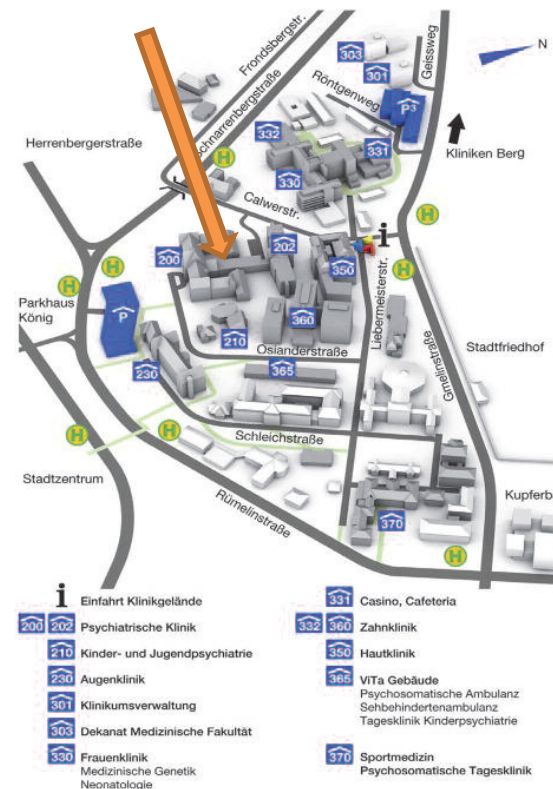 Frondsbergstr.
Schnarrenbergstraße
Herrenbergerstraße
303
301
Röntgenweg
Geissweg
N
P3
332
331
330
Kliniken Berg
H
Calwerstr.
i
H
200
202
350
H
H
H
Parkhaus
König
P
210
360
Liebermeisterstr.
Stadtfriedhof
Osianderstraße
Gmelinstraße
230
365
Schleichstraße
H
H
Stadtzentrum
Rümelinstraße
370
Kupferb
H
i Einfahrt Klinikgelände
200 202 Psychiatrische Klinik
210 Kinder- und Jugendpsychiatrie
230 Augenklinik
301 Klinikumsverwaltung
303 Dekanat Medizinische Fakultät
330 Frauenklinik
Medizinische Genetik
Neonatologie
331 Casino, Cafeteria
332 360 Zahnklinik
350 Hautklinik
365 ViTa Gebäude
Psychosomatische Ambulanz
Sehbehindertenambulanz
Tagesklinik Kinderpsychiatrie
370 Sportmedizin
Psychosomatische Tagesklinik